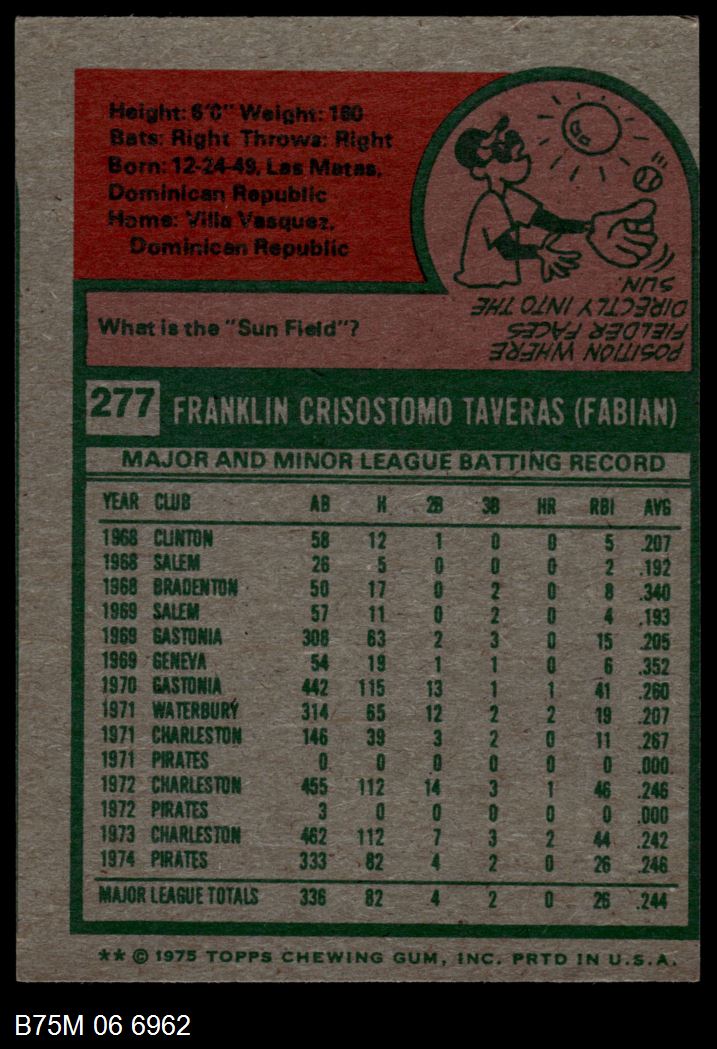 Height: 6'0" Weight: 160
Bats: Right Throws: Right
Born: 12-24-49, Las Matas,
Dominican Republic
Home: Villa Vasquez,
Dominican Republic
What is the "Sun Field"?
POSITION WHERE
FIELDER FACES
DIRECTLY INTO THE
SUN.
277 FRANKLIN CRISOSTOMO TAVERAS (FABIAN)
MAJOR AND MINOR LEAGUE BATTING RECORD
YEAR CLUB AB H 2B 3B HR RBI AVG
1968 CLINTON 58 12 1 0 0 5 .207
1968 SALEM 26 5 0 0 0 2 .192
1968 BRADENTON 50 17 0 2 0 8 .340
1969 SALEM 57 11 0 2 0 4 .193
1969 GASTONIA 308 63 2 3 0 15 .205
1969 GENEVA 54 19 1 1 0 6 .352
1970 GASTONIA 442 115 13 1 1 41 .260
1971 WATERBURY 314 65 12 2 2 19 .207
1971 CHARLESTON 146 39 3 2 0 11 .267
1971 PIRATES 0 0 0 0 0 0 .000
1972 CHARLESTON 455 112 14 3 1 46 .246
1972 PIRATES 3 0 0 0 0 0 .000
1973 CHARLESTON 462 112 7 3 2 44 .242
1974 PIRATES 333 82 4 2 0 26 .246
MAJOR LEAGUE TOTALS 336 82 4 2 0 26 .244
** © 1975 TOPPS CHEWING GUM, INC. PRTD IN U.S.A.
B75M 06 6962